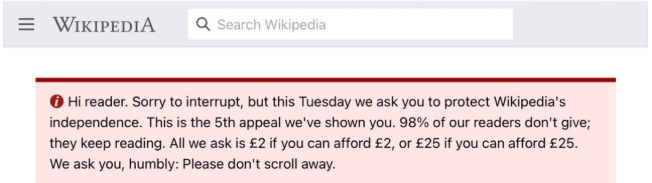 WIKIPEDIA
Search Wikipedia
Hi reader. Sorry to interrupt, but this Tuesday we ask you to protect Wikipedia's
independence. This is the 5th appeal we've shown you. 98% of our readers don't give;
they keep reading. All we ask is £2 if you can afford £2, or £25 if you can afford £25.
We ask you, humbly: Please don't scroll away.